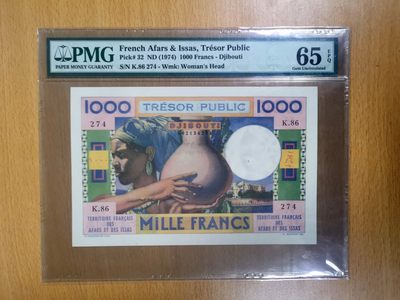 PMG
PAPER MONEY GUARANTY
French Afars & Issas, Trésor Public
Pick# 32 ND (1974) 1000 Francs - Djibouti
S/N K.86 274 - Wmk: Woman's Head
65 EPQ
Gem Uncirculated
1000 TRÉSOR PUBLIC 1000
DJIBOUTI
274 K.86
K.86 274
TERRITOIRE FRANÇAIS
DES
AFARS ET DES ISSAS
MILLE FRANCS
TERRITOIRE FRANÇAIS
DES
AFARS ET DES ISSAS